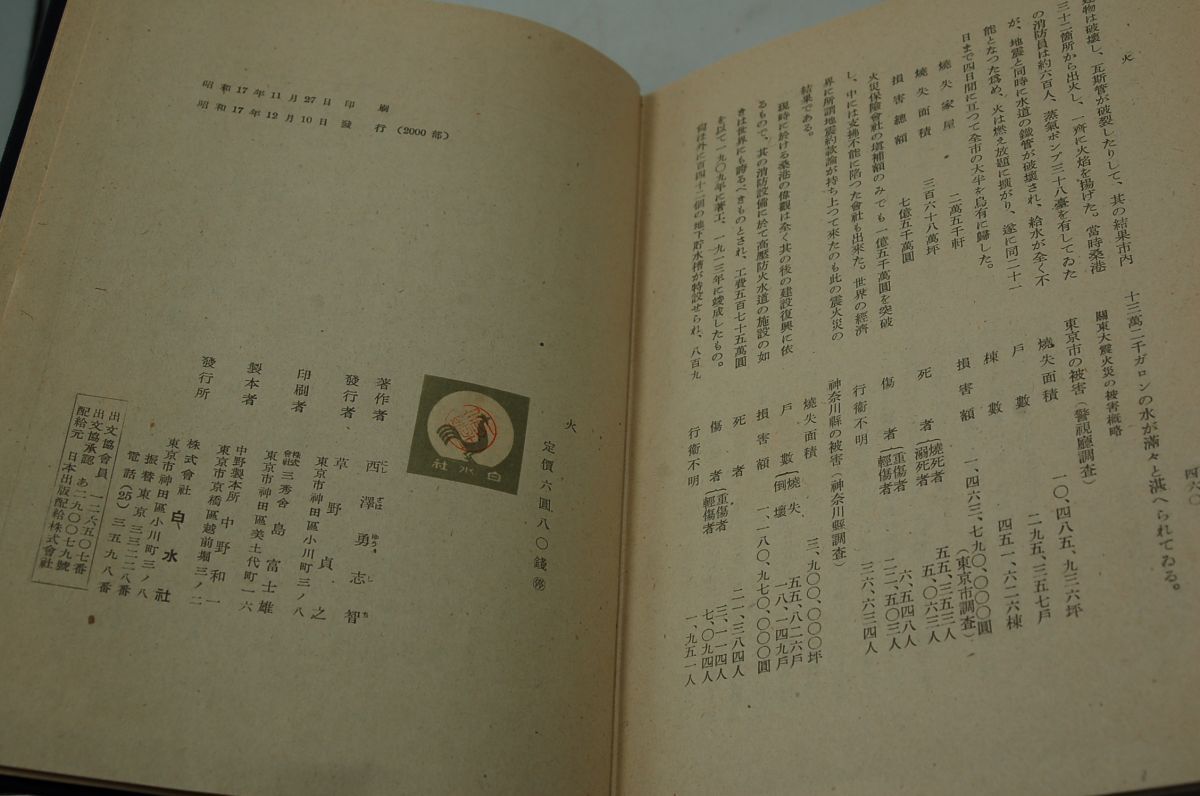 火
建物は破壞し、瓦斯管が破裂したりして、其の結果市内
三十二箇所から出火し、一齊に火焰を揚げた。當時桑港
の消防員は約六百人、蒸氣ポンプ三十八臺を有してゐた
が、地震と同時に水道の鐵管が破壞され、給水が全く不
能となつた爲め、火は燃え放題に擴がり、遂に同二十一
日まで四日間に亙つて全市の大半を烏有に歸した。
燒失家屋 二萬五千軒
燒失面積 三百六十八萬坪
損害總額 七億五千萬圓
火災保險會社の塡補額のみでも一億五千萬圓を突破
し、中には支拂不能に陷つた會社も出來た。世界の經濟
界に所謂地震約款論が持ち上つて來たのも此の震火災の
結果である。
現時に於ける桑港の偉觀は全く其の後の建設復興に依
るもので、其の消防設備に於て高壓防火水道の施設の如
きは世界にも誇るべきものとされ、工費五百七十五萬圓
を以て一九〇九年に著工、一九一三年に竣成したもの。
尙ほ外に百四十二個の地下貯水槽が特設せられ、八百九
十三萬二千ガロンの水が滿々と湛へられてゐる。
關東大震火災の被害概略
東京市の被害（警視廳調査）
燒失面積 一〇、四八五、九三六坪
戶數 二九五、三五七戶
棟數 四五一、六二六棟
損害額 一、四六三、七九〇、〇〇〇圓
（東京市調査）
死者｛燒死者 五五、三五三人
溺死者 五、〇六三人
傷者｛重傷者 六、五四八人
輕傷者 二二、五〇三人
行衞不明 三六、六三四人
神奈川縣の被害（神奈川縣調査）
燒失面積 三、九〇〇、〇〇〇坪
戶數｛燒失 五五、八二六戶
倒壞 一八、一四九戶
損害額 一、一八〇、九七〇、〇〇〇圓
死者 二一、三八四人
傷者｛重傷者 三、一一四人
輕傷者 七、〇九四人
行衞不明 一、九五一人
昭和17年11月27日印刷
昭和17年12月10日發行（2000部）
火 定價六圓八〇錢
白水社
著作者 西澤勇志智
發行者 草野貞之
東京市神田區小川町三ノ八
印刷者 株式會社三秀舍 島富士雄
東京市神田區美土代町一六
製本者 中野製本所 中野和一
東京市京橋區越前堀三ノ二
發行所 株式會社 白水社
東京市神田區小川町三ノ八
振替東京三三二二八番
電話(25)三五九八番
出文協會員 一二六五〇七番
出文協承認 あ二九〇〇七九號
配給元 日本出版配給株式會社